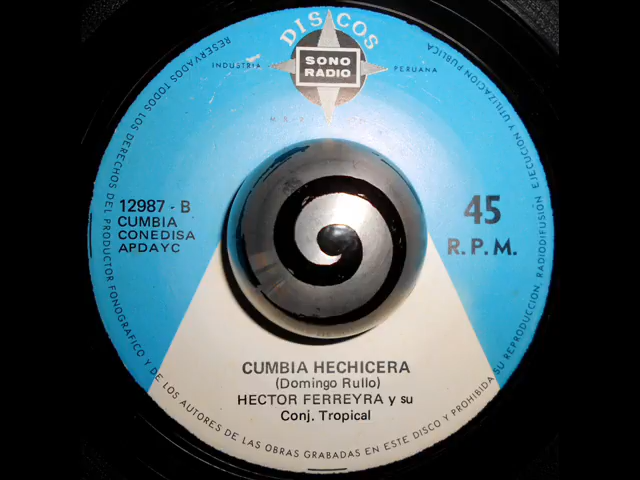 DISCOS
SONO
RADIO
INDUSTRIA
PERUANA
12987 - B
CUMBIA
CONEDISA
APDAYC
45
R.P.M.
CUMBIA HECHICERA
(Domingo Rullo)
HECTOR FERREYRA y su
Conj. Tropical
RESERVADOS TODOS LOS DERECHOS DEL PRODUCTOR FONOGRAFICO Y DE LOS AUTORES DE LAS OBRAS GRABADAS EN ESTE DISCO Y PROHIBIDA SU REPRODUCCION, RADIODIFUSION EJECUCION Y UTILIZACION PUBLICA